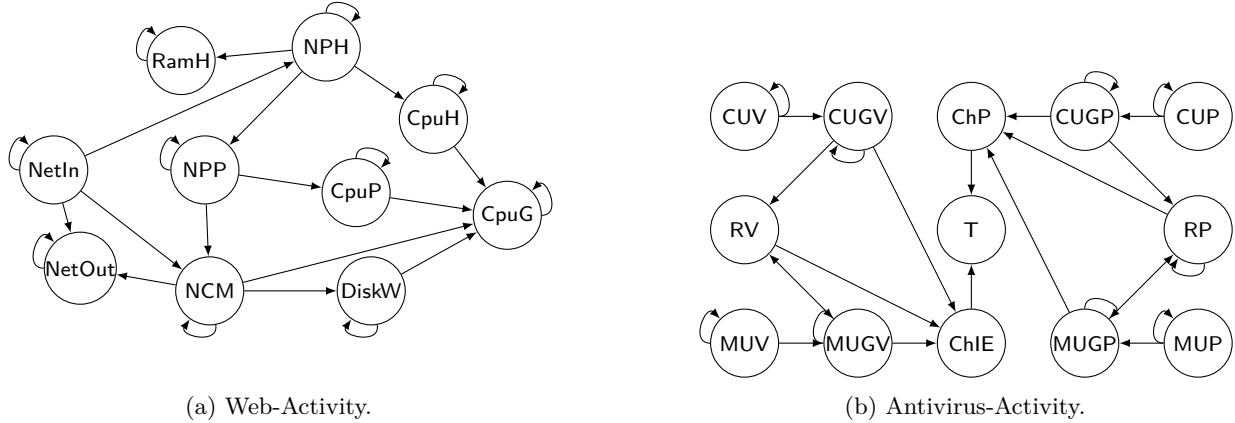 NPH
RamH
CpuH
NetIn
NPP
CpuP
CpuG
NetOut
NCM
DiskW
(a) Web-Activity.
CUV
CUGV
ChP
CUGP
CUP
RV
T
RP
MUV
MUGV
ChIE
MUGP
MUP
(b) Antivirus-Activity.